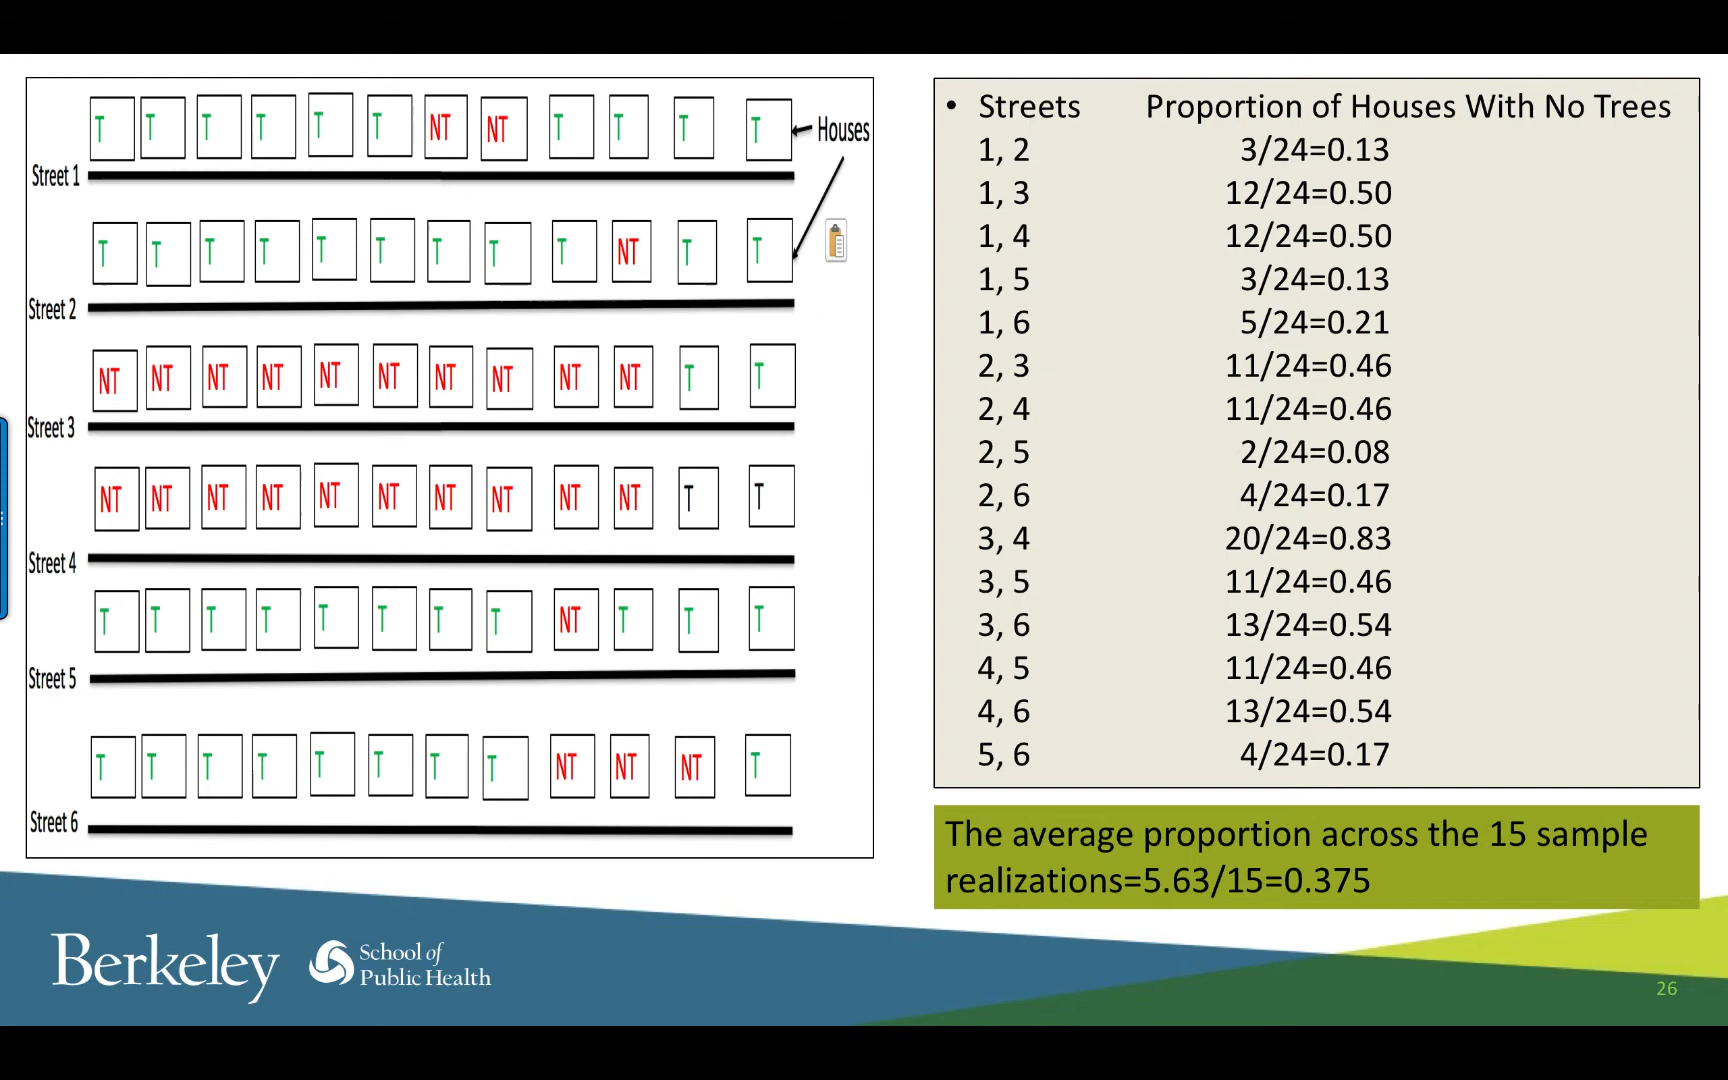 T T T T T T NT NT T T T T
Houses
Street 1
T T T T T T T T T NT T T
Street 2
NT NT NT NT NT NT NT NT NT NT T T
Street 3
NT NT NT NT NT NT NT NT NT NT T T
Street 4
T T T T T T T T NT T T T
Street 5
T T T T T T T T NT NT NT T
Street 6
• Streets Proportion of Houses With No Trees
1, 2 3/24=0.13
1, 3 12/24=0.50
1, 4 12/24=0.50
1, 5 3/24=0.13
1, 6 5/24=0.21
2, 3 11/24=0.46
2, 4 11/24=0.46
2, 5 2/24=0.08
2, 6 4/24=0.17
3, 4 20/24=0.83
3, 5 11/24=0.46
3, 6 13/24=0.54
4, 5 11/24=0.46
4, 6 13/24=0.54
5, 6 4/24=0.17
The average proportion across the 15 sample
realizations=5.63/15=0.375
Berkeley
School of
Public Health
26